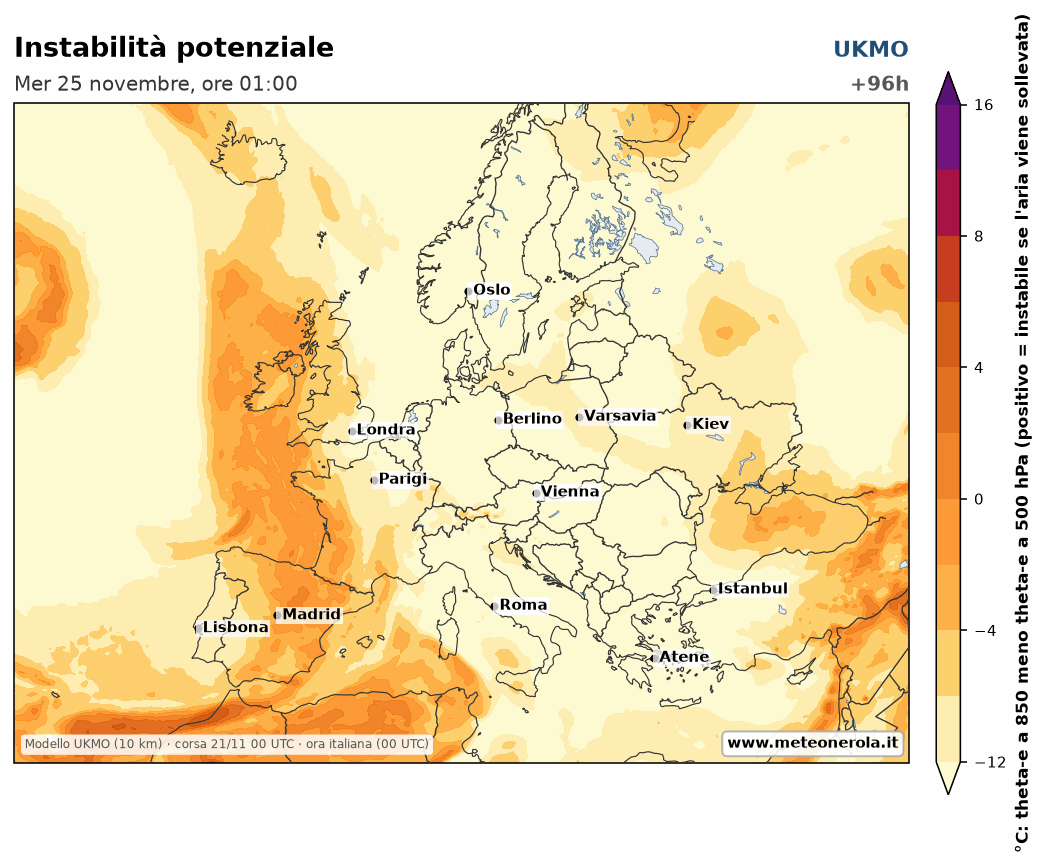 Instabilità potenziale
UKMO
Mer 25 novembre, ore 01:00
+96h
Oslo
Berlino
Varsavia
Kiev
Londra
Parigi
Vienna
Istanbul
Roma
Madrid
Lisbona
Atene
Modello UKMO (10 km) · corsa 21/11 00 UTC · ora italiana (00 UTC)
www.meteonerola.it
16
8
4
0
−4
−12
°C: theta-e a 850 meno theta-e a 500 hPa (positivo = instabile se l'aria viene sollevata)